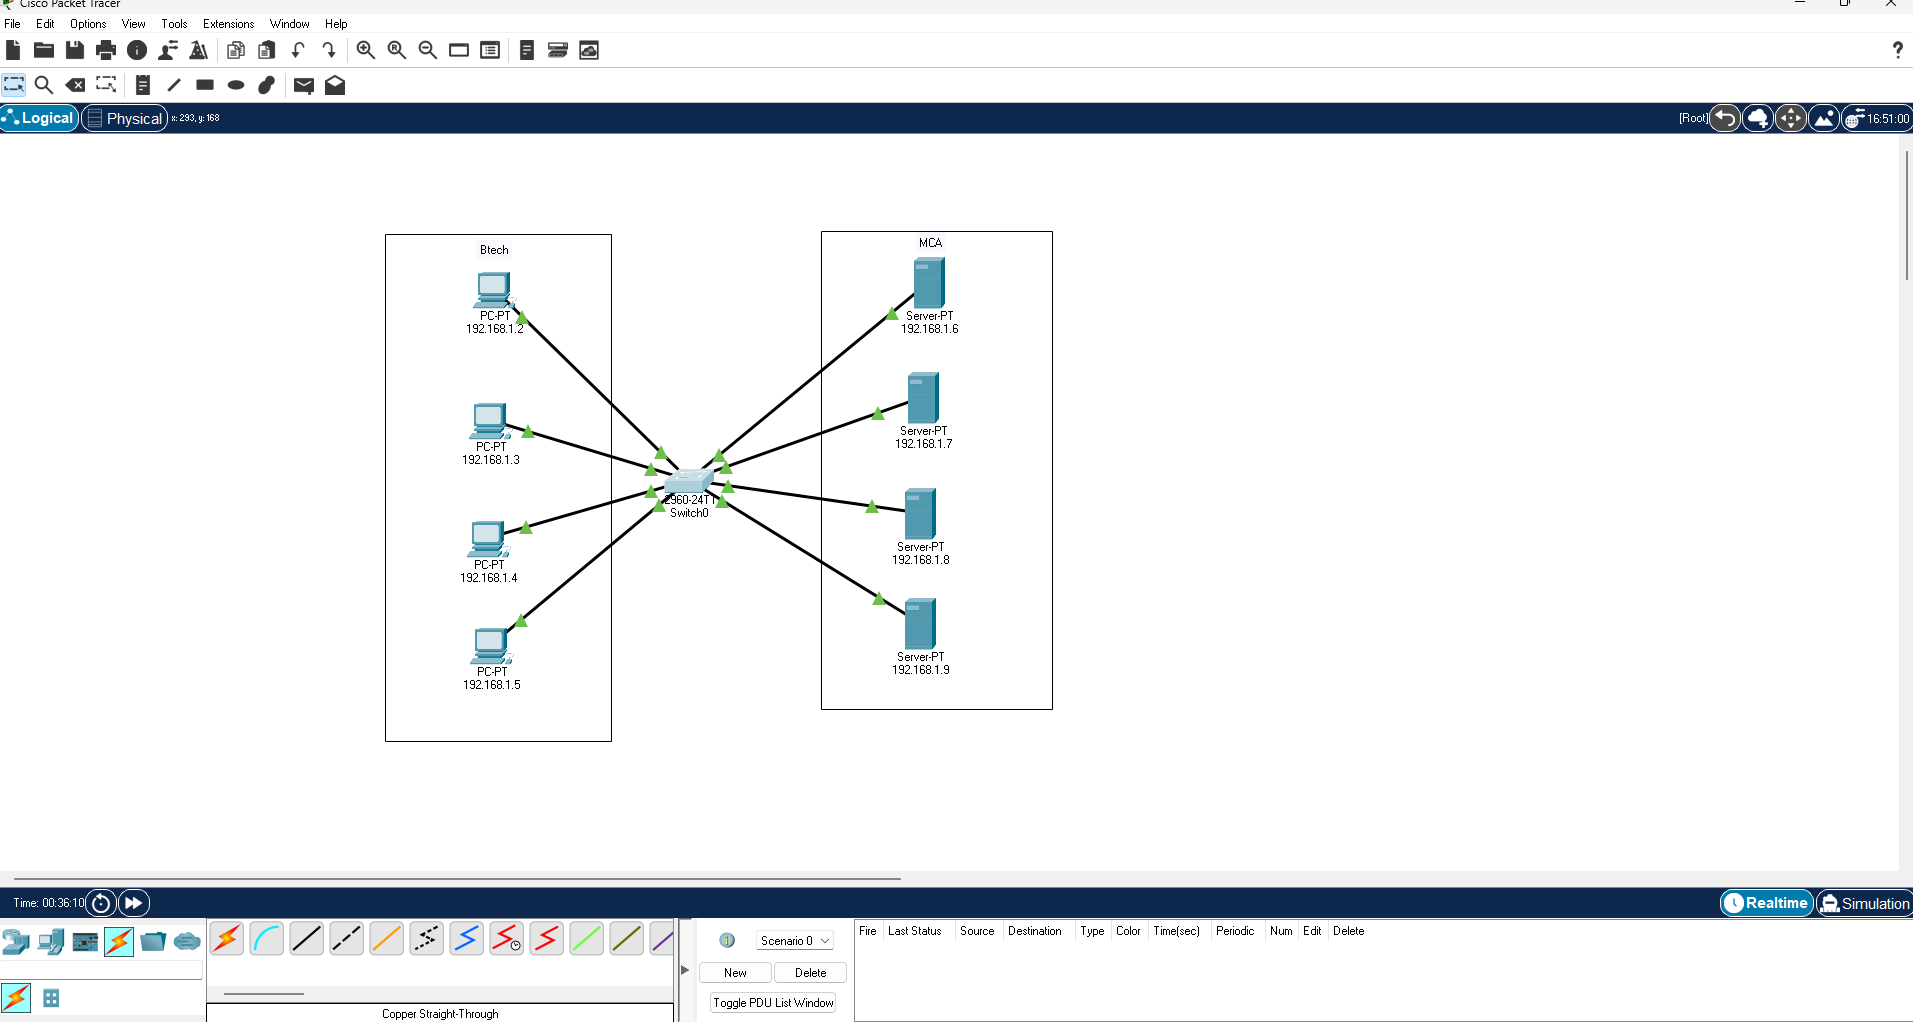 Cisco Packet Tracer
File Edit Options View Tools Extensions Window Help
?
Logical Physical x: 293, y: 168 [Root] 16:51:00
Btech
PC-PT
192.168.1.2
PC-PT
192.168.1.3
PC-PT
192.168.1.4
PC-PT
192.168.1.5
2960-24TT
Switch0
MCA
Server-PT
192.168.1.6
Server-PT
192.168.1.7
Server-PT
192.168.1.8
Server-PT
192.168.1.9
Time: 00:36:10 Realtime Simulation
Scenario 0
New Delete
Toggle PDU List Window
Fire Last Status Source Destination Type Color Time(sec) Periodic Num Edit Delete
Copper Straight-Through